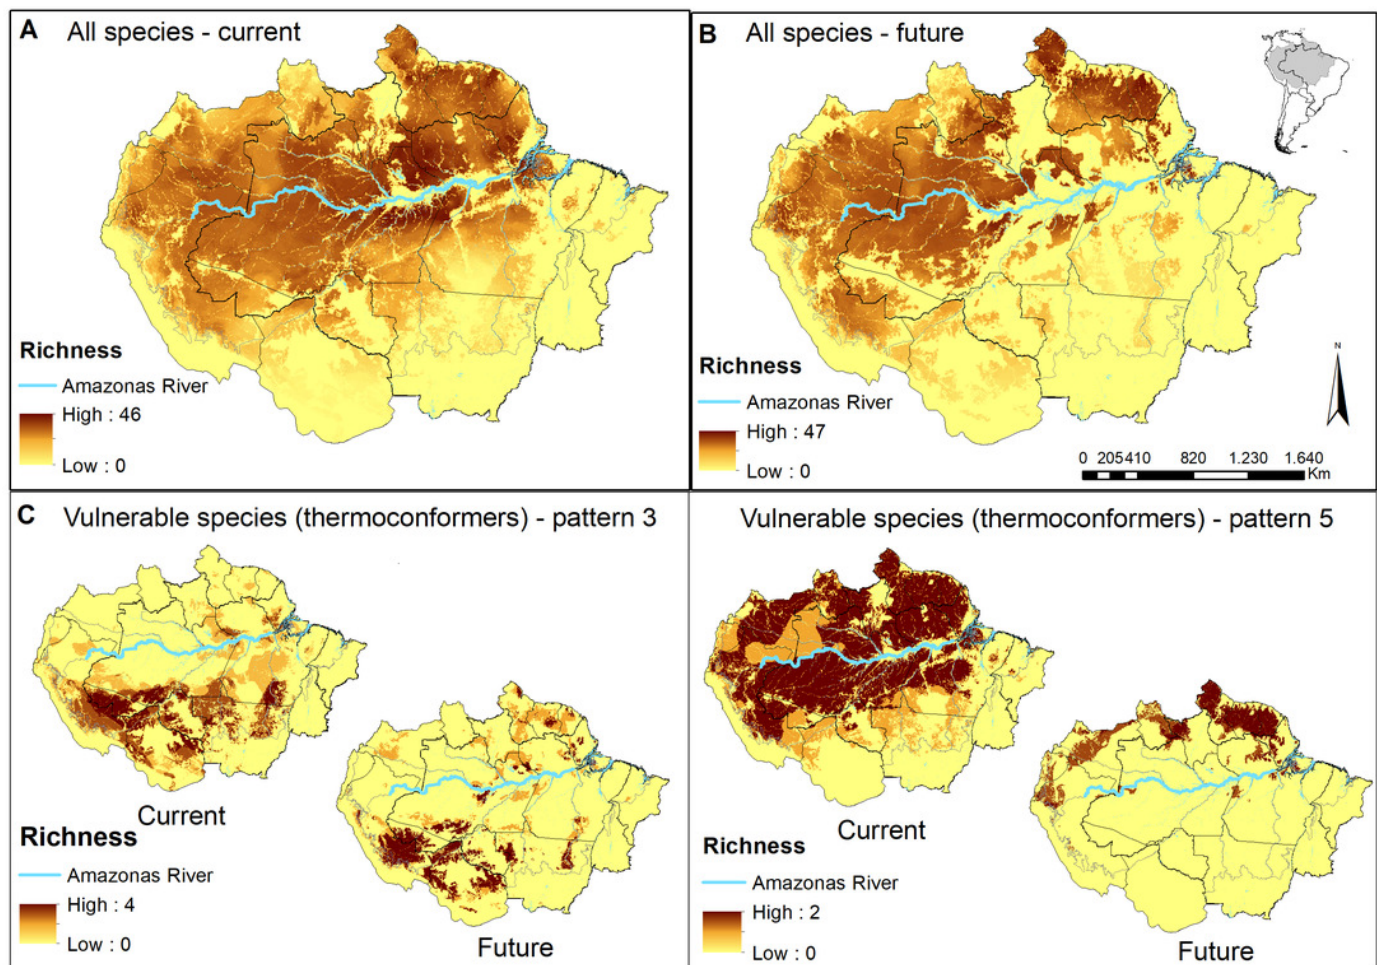 A All species - current
Richness
Amazonas River
High : 46
Low : 0
B All species - future
Richness
Amazonas River
High : 47
Low : 0
N
0 205410 820 1.230 1.640
Km
C Vulnerable species (thermoconformers) - pattern 3
Current
Richness
Amazonas River
High : 4
Low : 0
Future
Vulnerable species (thermoconformers) - pattern 5
Current
Richness
Amazonas River
High : 2
Low : 0
Future